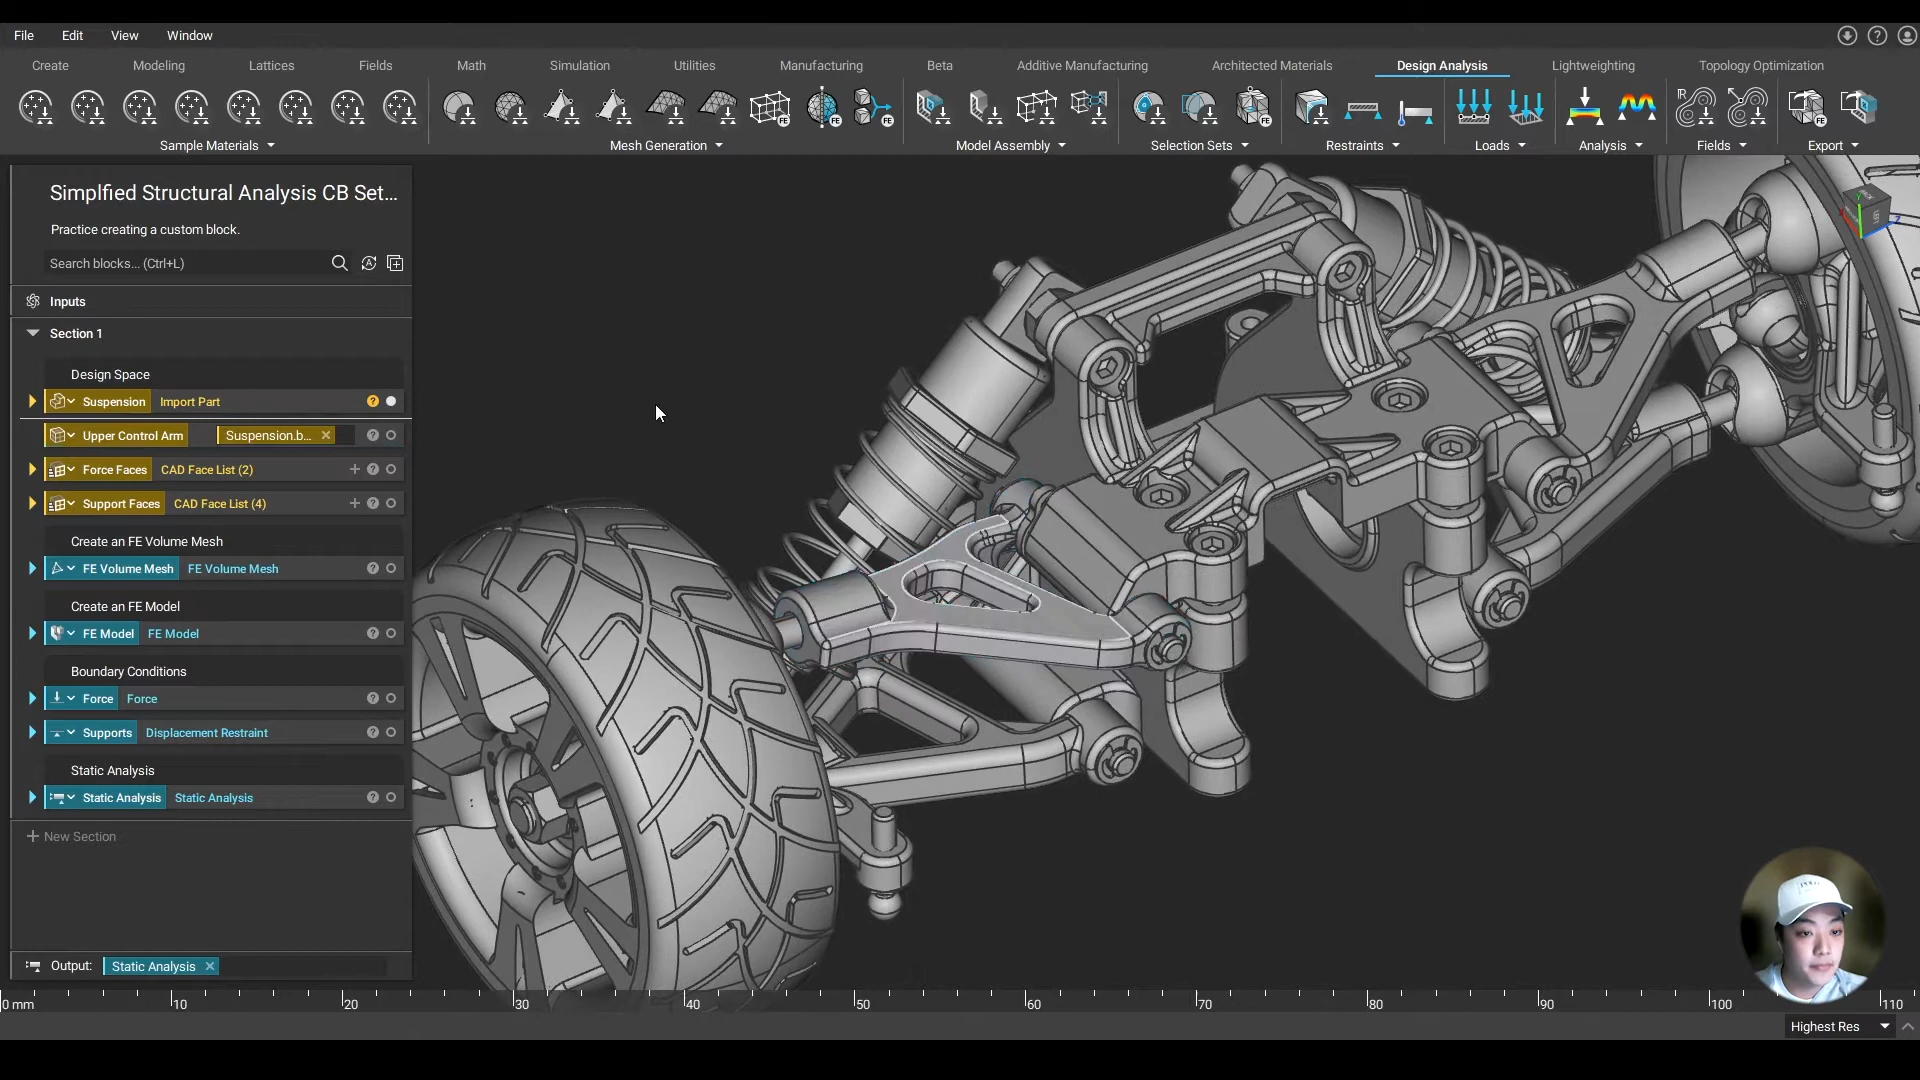 File Edit View Window
Create Modeling Lattices Fields Math Simulation Utilities Manufacturing Beta Additive Manufacturing Architected Materials Design Analysis Lightweighting Topology Optimization
Sample Materials Mesh Generation Model Assembly Selection Sets Restraints Loads Analysis Fields Export
Simplfied Structural Analysis CB Set...
Practice creating a custom block.
Search blocks... (Ctrl+L)
Inputs
Section 1
Design Space
Suspension Import Part
Upper Control Arm Suspension.b...
Force Faces CAD Face List (2)
Support Faces CAD Face List (4)
Create an FE Volume Mesh
FE Volume Mesh FE Volume Mesh
Create an FE Model
FE Model FE Model
Boundary Conditions
Force Force
Supports Displacement Restraint
Static Analysis
Static Analysis Static Analysis
+ New Section
Output: Static Analysis
0 mm 10 20 30 40 50 60 70 80 90 100 110
Highest Res